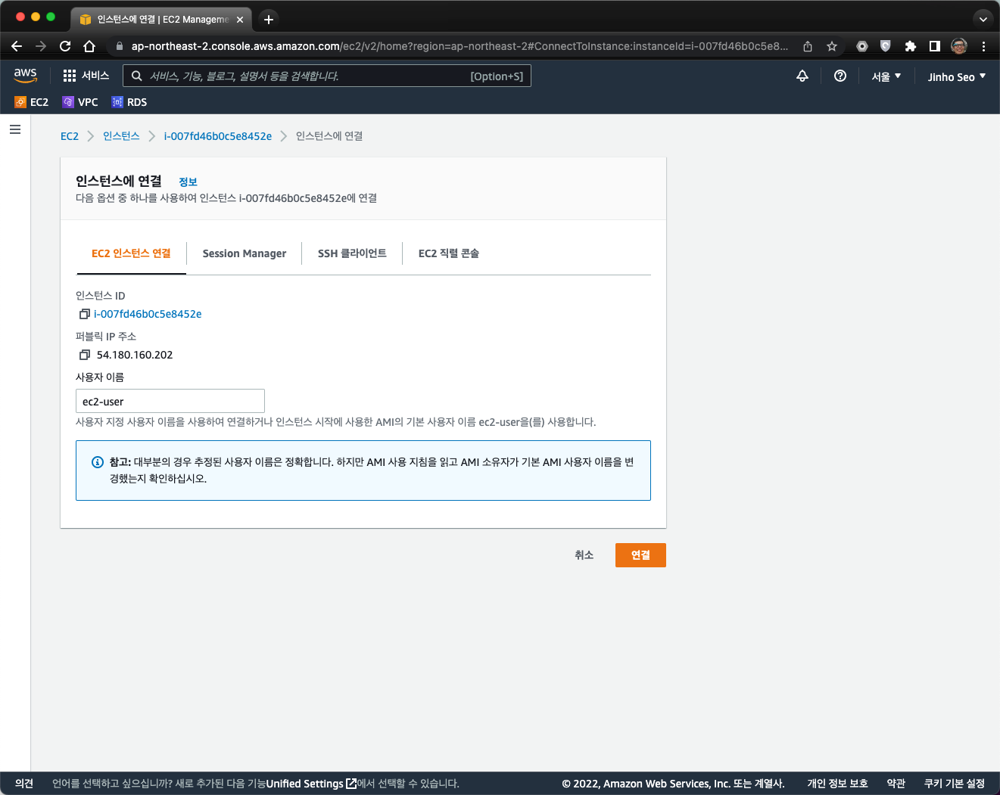 인스턴스에 연결 | EC2 Manageme
ap-northeast-2.console.aws.amazon.com/ec2/v2/home?region=ap-northeast-2#ConnectToInstance:instanceId=i-007fd46b0c5e8...
aws
서비스
서비스, 기능, 블로그, 설명서 등을 검색합니다.
[Option+S]
서울
Jinho Seo
EC2
VPC
RDS
EC2
인스턴스
i-007fd46b0c5e8452e
인스턴스에 연결
인스턴스에 연결 정보
다음 옵션 중 하나를 사용하여 인스턴스 i-007fd46b0c5e8452e에 연결
EC2 인스턴스 연결
Session Manager
SSH 클라이언트
EC2 직렬 콘솔
인스턴스 ID
i-007fd46b0c5e8452e
퍼블릭 IP 주소
54.180.160.202
사용자 이름
ec2-user
사용자 지정 사용자 이름을 사용하여 연결하거나 인스턴스 시작에 사용한 AMI의 기본 사용자 이름 ec2-user을(를) 사용합니다.
참고: 대부분의 경우 추정된 사용자 이름은 정확합니다. 하지만 AMI 사용 지침을 읽고 AMI 소유자가 기본 AMI 사용자 이름을 변
경했는지 확인하십시오.
취소
연결
의견
언어를 선택하고 싶으십니까? 새로 추가된 다음 기능Unified Settings에서 선택할 수 있습니다.
© 2022, Amazon Web Services, Inc. 또는 계열사.
개인 정보 보호
약관
쿠키 기본 설정